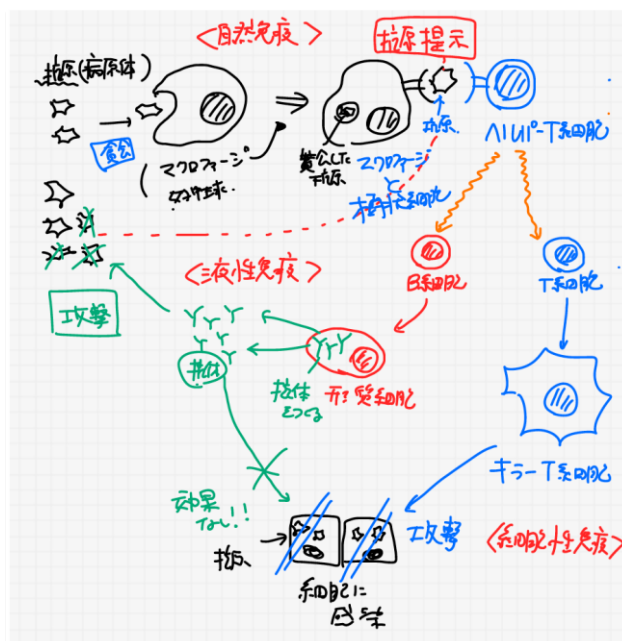 <自然免疫>
抗原提示
抗原(病原体)
貪食
マクロファージ
好中球
貪食した
抗原
マクロファージ
と
樹状細胞
抗原
ヘルパーT細胞
<液性免疫>
B細胞
T細胞
攻撃
抗体
抗体
をつくる
形質細胞
キラーT細胞
効果
なし!!
抗原
攻撃
<細胞性免疫>
細胞に
感染